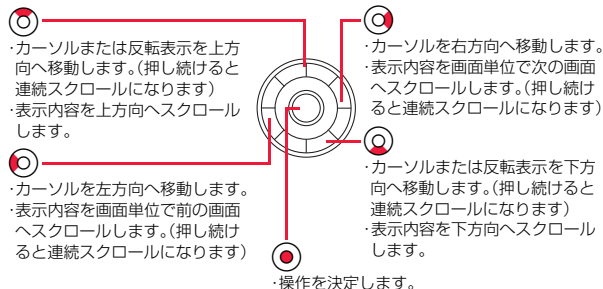 ·カーソルまたは反転表示を上方
向へ移動します。(押し続けると
連続スクロールになります)
·表示内容を上方向へスクロール
します。
·カーソルを左方向へ移動します。
·表示内容を画面単位で前の画面
へスクロールします。(押し続け
ると連続スクロールになります)
·カーソルを右方向へ移動します。
·表示内容を画面単位で次の画面
へスクロールします。(押し続け
ると連続スクロールになります)
·カーソルまたは反転表示を下方
向へ移動します。(押し続けると
連続スクロールになります)
·表示内容を下方向へスクロール
します。
·操作を決定します。